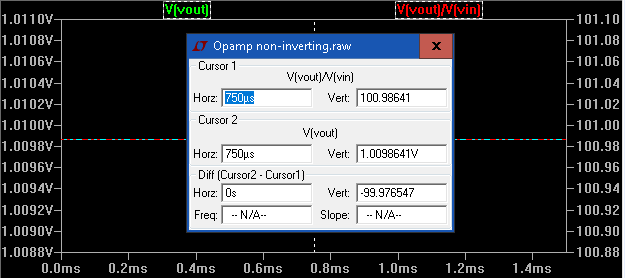 V(vout) V(vout)/V(vin)
1.0110V 101.10
1.0108V 101.08
1.0106V 101.06
1.0104V 101.04
1.0102V 101.02
1.0100V 101.00
1.0098V 100.98
1.0096V 100.96
1.0094V 100.94
1.0092V 100.92
1.0090V 100.90
1.0088V 100.88
0.0ms 0.2ms 0.4ms 0.6ms 0.8ms 1.0ms 1.2ms 1.4ms
Opamp non-inverting.raw X
Cursor 1
V(vout)/V(vin)
Horz: 750µs Vert: 100.98641
Cursor 2
V(vout)
Horz: 750µs Vert: 1.0098641V
Diff (Cursor2 - Cursor1)
Horz: 0s Vert: -99.976547
Freq: -- N/A-- Slope: -- N/A--